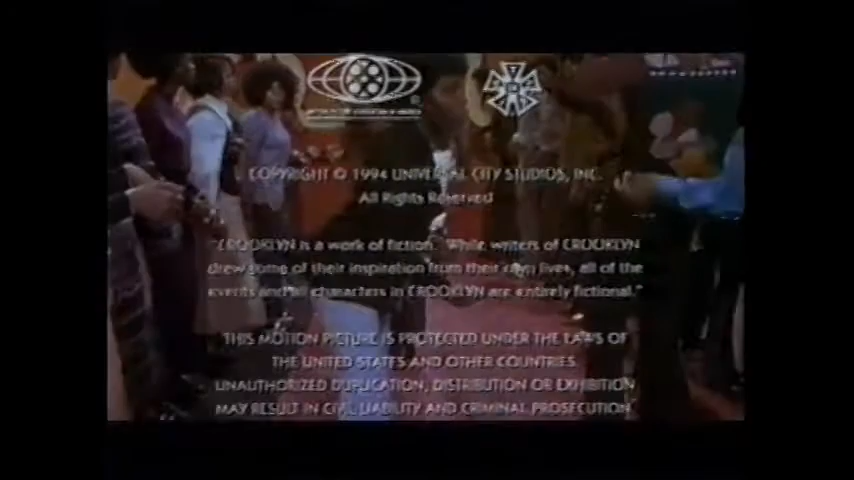 COPYRIGHT © 1994 UNIVERSAL CITY STUDIOS, INC.
All Rights Reserved
"CROOKLYN is a work of fiction. While writers of CROOKLYN
drew some of their inspiration from their own lives, all of the
events and all characters in CROOKLYN are entirely fictional."
THIS MOTION PICTURE IS PROTECTED UNDER THE LAWS OF
THE UNITED STATES AND OTHER COUNTRIES.
UNAUTHORIZED DUPLICATION, DISTRIBUTION OR EXHIBITION
MAY RESULT IN CIVIL LIABILITY AND CRIMINAL PROSECUTION.